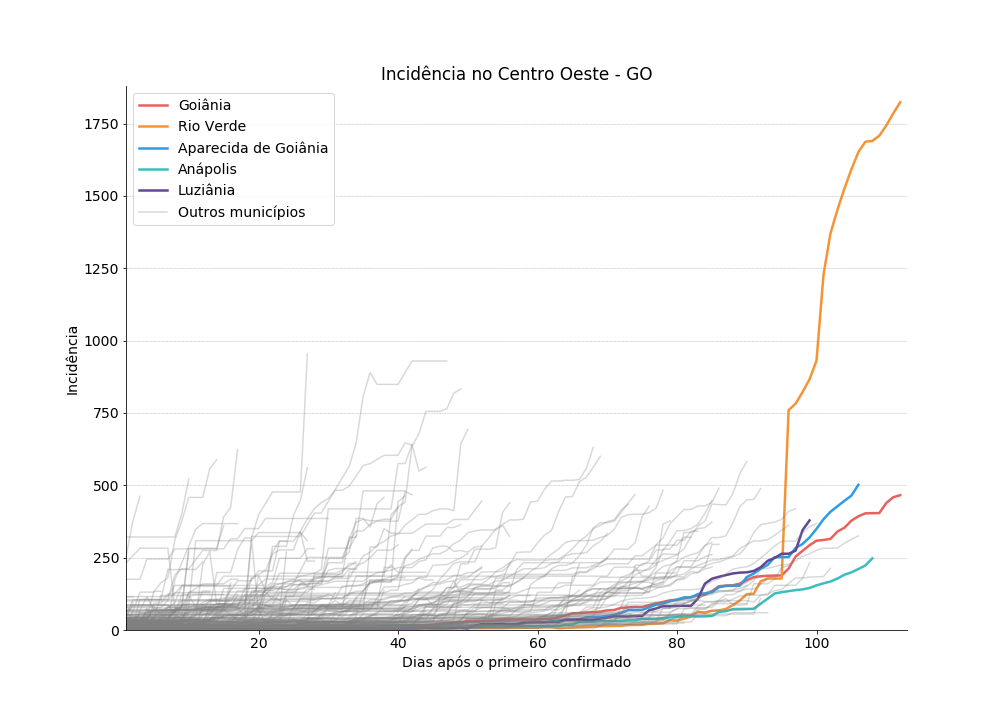 Incidência no Centro Oeste - GO
Goiânia
Rio Verde
Aparecida de Goiânia
Anápolis
Luziânia
Outros municípios
Incidência
1750
1500
1250
1000
750
500
250
0
20 40 60 80 100
Dias após o primeiro confirmado